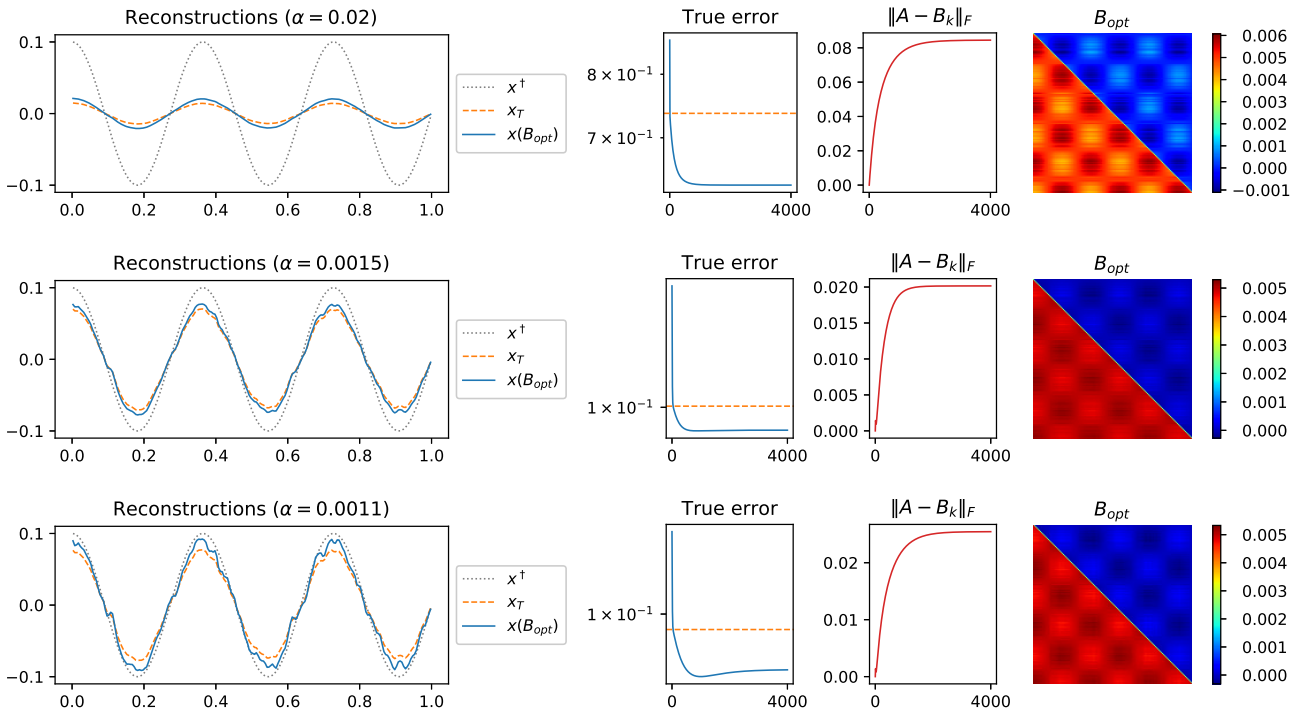 Reconstructions (α = 0.02)
0.1
0.0
−0.1
0.0 0.2 0.4 0.6 0.8 1.0
x†
x_T
x(B_opt)
True error
8 × 10⁻¹
7 × 10⁻¹
0 4000
‖A − B_k‖_F
0.08
0.06
0.04
0.02
0.00
0 4000
B_opt
0.006
0.005
0.004
0.003
0.002
0.001
0.000
−0.001
Reconstructions (α = 0.0015)
0.1
0.0
−0.1
0.0 0.2 0.4 0.6 0.8 1.0
x†
x_T
x(B_opt)
True error
1 × 10⁻¹
0 4000
‖A − B_k‖_F
0.020
0.015
0.010
0.005
0.000
0 4000
B_opt
0.005
0.004
0.003
0.002
0.001
0.000
Reconstructions (α = 0.0011)
0.1
0.0
−0.1
0.0 0.2 0.4 0.6 0.8 1.0
x†
x_T
x(B_opt)
True error
1 × 10⁻¹
0 4000
‖A − B_k‖_F
0.02
0.01
0.00
0 4000
B_opt
0.005
0.004
0.003
0.002
0.001
0.000